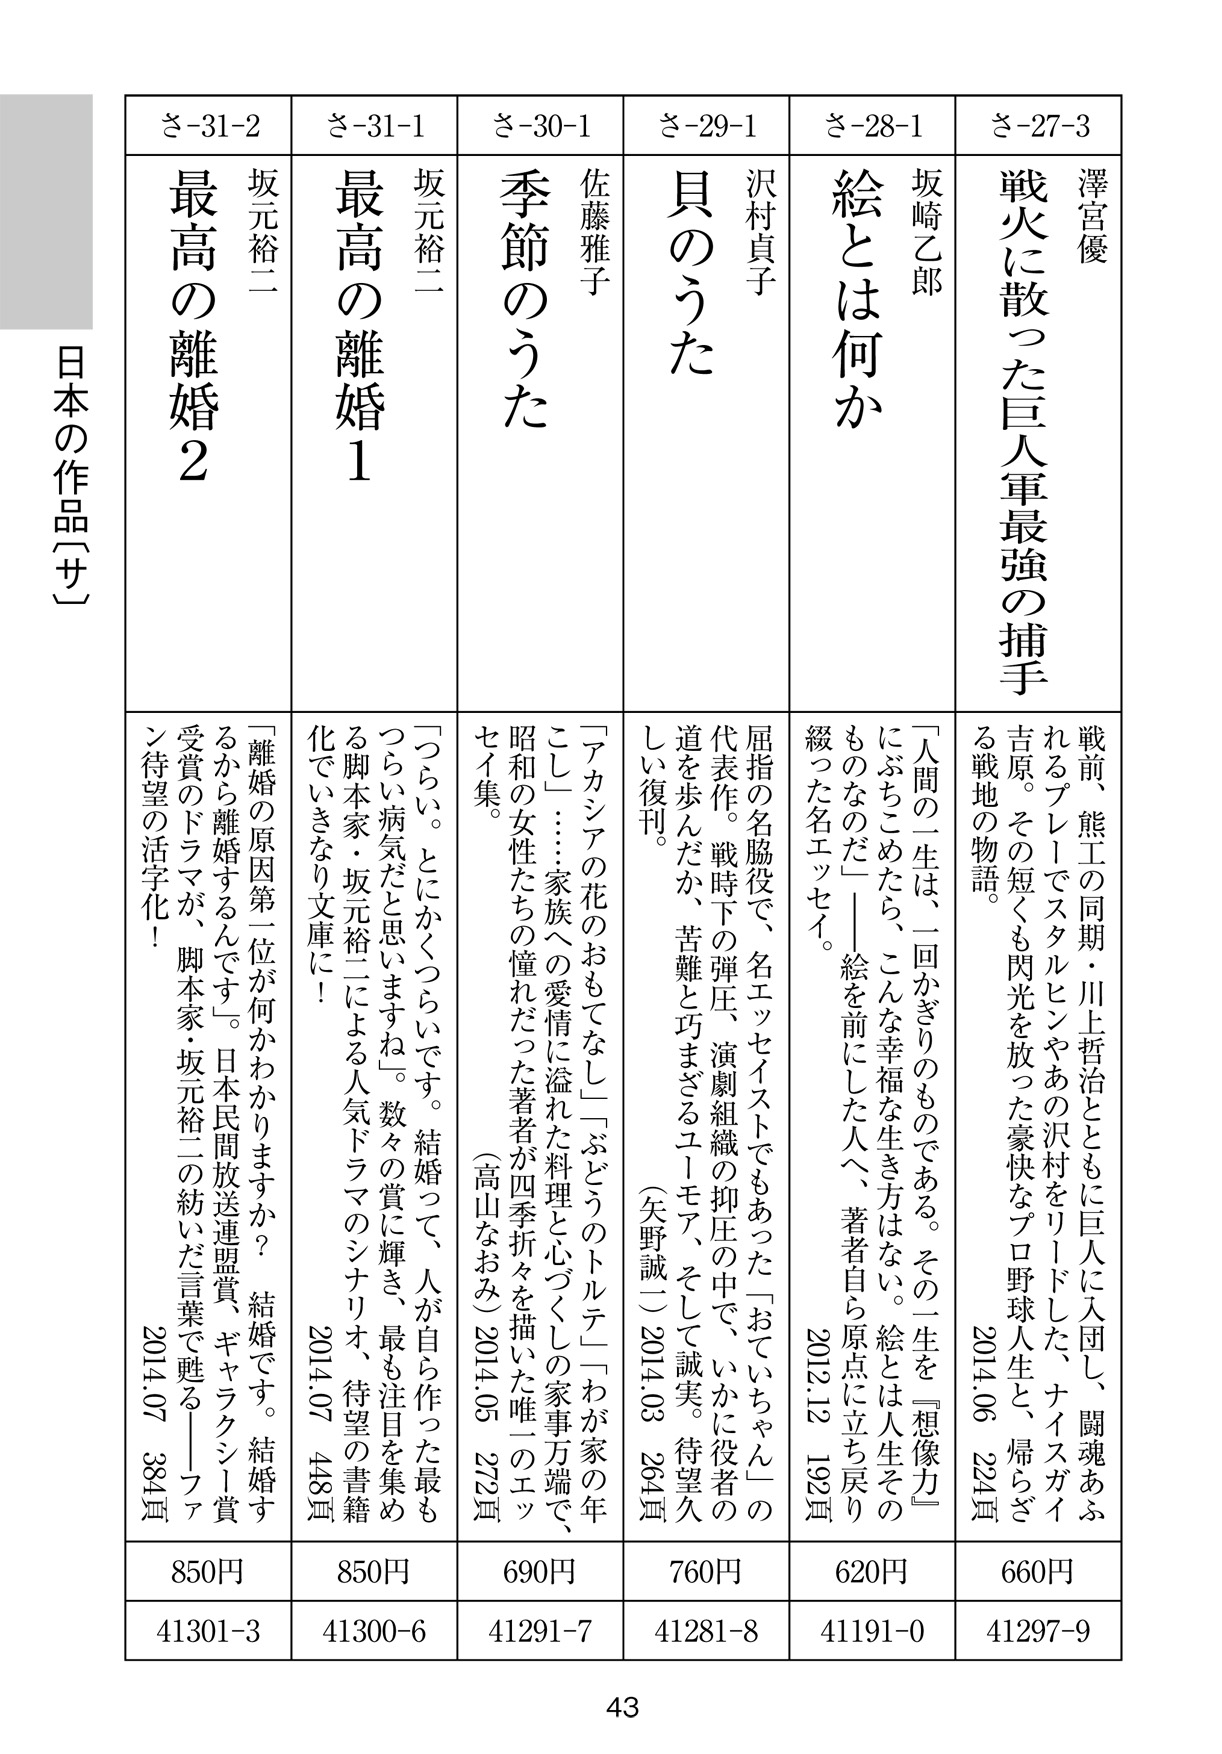 さ-27-3
澤宮優
戦火に散った巨人軍最強の捕手
戦前、熊工の同期・川上哲治とともに巨人に入団し、闘魂あふ
れるプレーでスタルヒンやあの沢村をリードした、ナイスガイ
吉原。その短くも閃光を放った豪快なプロ野球人生と、帰らざ
る戦地の物語。 2014.06 224頁
660円
41297-9
さ-28-1
坂崎乙郎
絵とは何か
「人間の一生は、一回かぎりのものである。その一生を『想像力』
にぶちこめたら、こんな幸福な生き方はない。絵とは人生その
ものなのだ」――絵を前にした人へ、著者自ら原点に立ち戻り
綴った名エッセイ。 2012.12 192頁
620円
41191-0
さ-29-1
沢村貞子
貝のうた
屈指の名脇役で、名エッセイストでもあった「おていちゃん」の
代表作。戦時下の弾圧、演劇組織の抑圧の中で、いかに役者の
道を歩んだか、苦難と巧まざるユーモア、そして誠実。待望久
しい復刊。 (矢野誠一) 2014.03 264頁
760円
41281-8
さ-30-1
佐藤雅子
季節のうた
「アカシアの花のおもてなし」「ぶどうのトルテ」「わが家の年
こし」……家族への愛情に溢れた料理と心づくしの家事万端で、
昭和の女性たちの憧れだった著者が四季折々を描いた唯一のエッ
セイ集。 (高山なおみ) 2014.05 272頁
690円
41291-7
さ-31-1
坂元裕二
最高の離婚1
「つらい。とにかくつらいです。結婚って、人が自ら作った最も
つらい病気だと思いますね」。数々の賞に輝き、最も注目を集め
る脚本家・坂元裕二による人気ドラマのシナリオ、待望の書籍
化でいきなり文庫に! 2014.07 448頁
850円
41300-6
さ-31-2
坂元裕二
最高の離婚2
「離婚の原因第一位が何かわかりますか? 結婚です。結婚す
るから離婚するんです」。日本民間放送連盟賞、ギャラクシー賞
受賞のドラマが、脚本家・坂元裕二の紡いだ言葉で甦る――ファ
ン待望の活字化! 2014.07 384頁
850円
41301-3
日本の作品〔サ〕
43